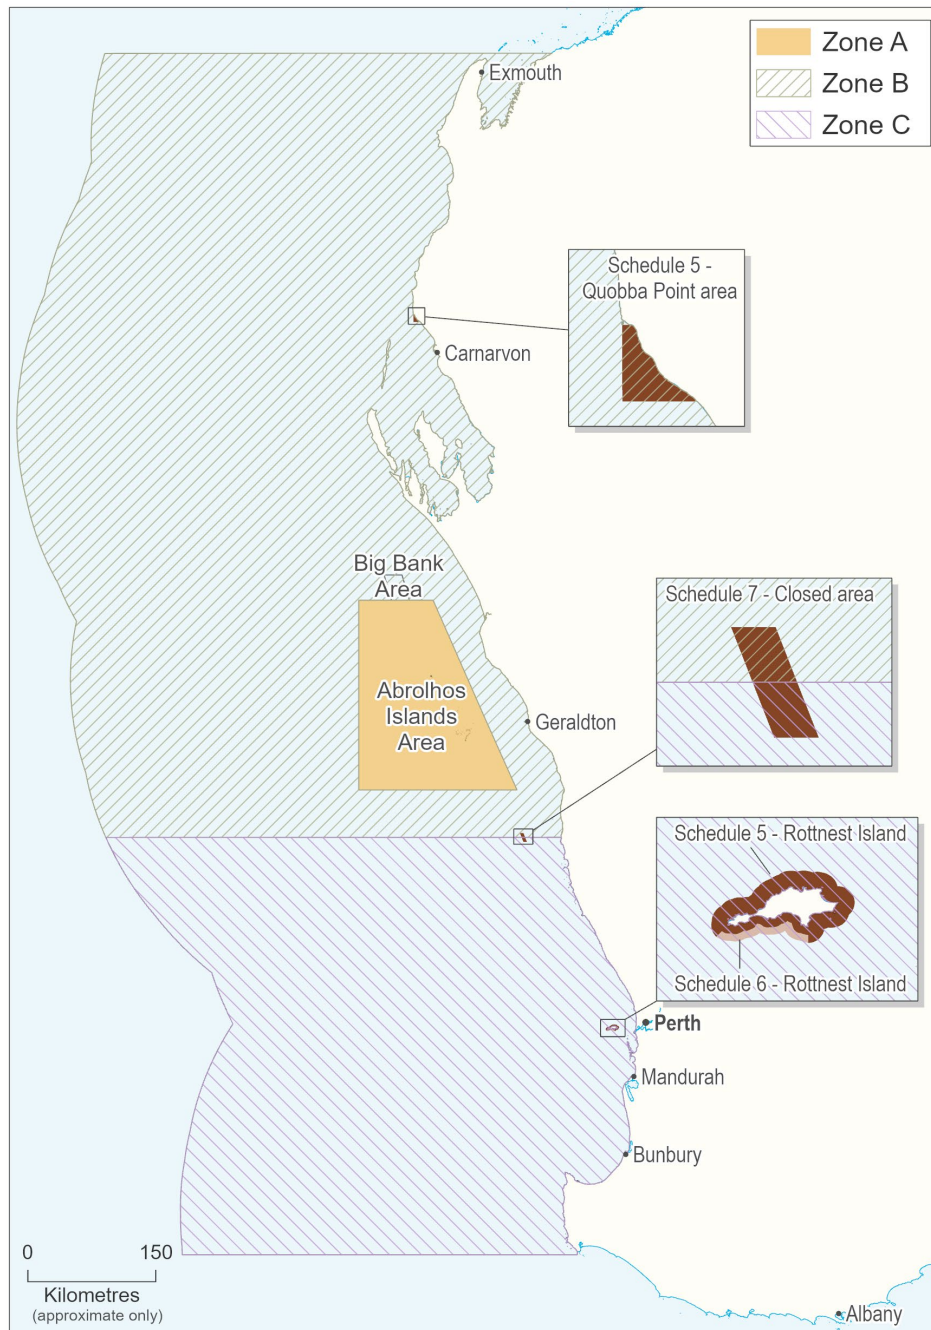 Zone A
Zone B
Zone C
Exmouth
Schedule 5 -
Quobba Point area
Carnarvon
Big Bank
Area
Schedule 7 - Closed area
Abrolhos
Islands
Area
Geraldton
Schedule 5 - Rottnest Island
Schedule 6 - Rottnest Island
Perth
Mandurah
Bunbury
0 150
Kilometres
(approximate only)
Albany